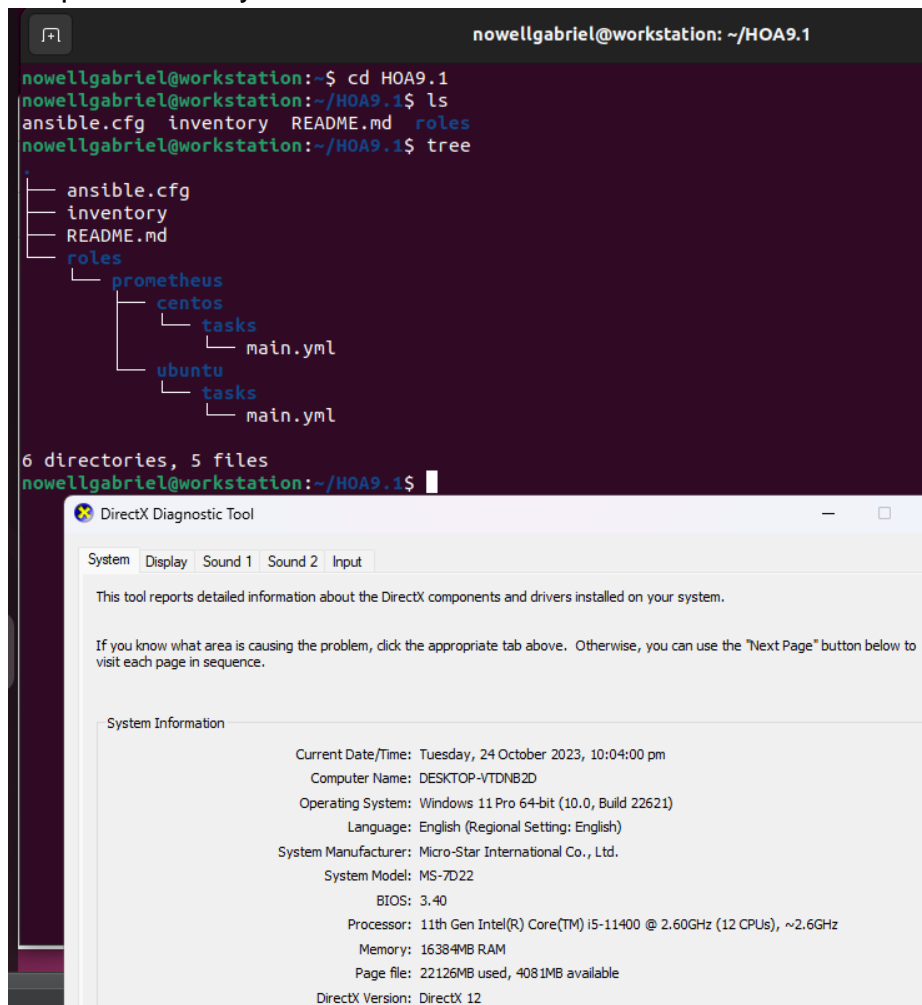 nowellgabriel@workstation: ~/HOA9.1
nowellgabriel@workstation:~$ cd HOA9.1
nowellgabriel@workstation:~/HOA9.1$ ls
ansible.cfg  inventory  README.md  roles
nowellgabriel@workstation:~/HOA9.1$ tree
.
├── ansible.cfg
├── inventory
├── README.md
└── roles
    └── prometheus
        ├── centos
        │   └── tasks
        │       └── main.yml
        └── ubuntu
            └── tasks
                └── main.yml
6 directories, 5 files
nowellgabriel@workstation:~/HOA9.1$
DirectX Diagnostic Tool
System Display Sound 1 Sound 2 Input
This tool reports detailed information about the DirectX components and drivers installed on your system.
If you know what area is causing the problem, click the appropriate tab above.  Otherwise, you can use the "Next Page" button below to
visit each page in sequence.
System Information
Current Date/Time: Tuesday, 24 October 2023, 10:04:00 pm
Computer Name: DESKTOP-VTDNB2D
Operating System: Windows 11 Pro 64-bit (10.0, Build 22621)
Language: English (Regional Setting: English)
System Manufacturer: Micro-Star International Co., Ltd.
System Model: MS-7D22
BIOS: 3.40
Processor: 11th Gen Intel(R) Core(TM) i5-11400 @ 2.60GHz (12 CPUs), ~2.6GHz
Memory: 16384MB RAM
Page file: 22126MB used, 4081MB available
DirectX Version: DirectX 12